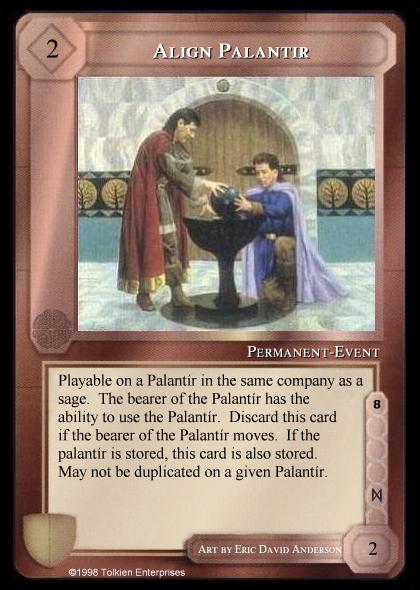 2
ALIGN PALANTIR
PERMANENT-EVENT
Playable on a Palantír in the same company as a
sage. The bearer of the Palantír has the
ability to use the Palantír. Discard this card
if the bearer of the Palantír moves. If the
palantír is stored, this card is also stored.
May not be duplicated on a given Palantír.
8
ART BY ERIC DAVID ANDERSON
2
©1998 Tolkien Enterprises